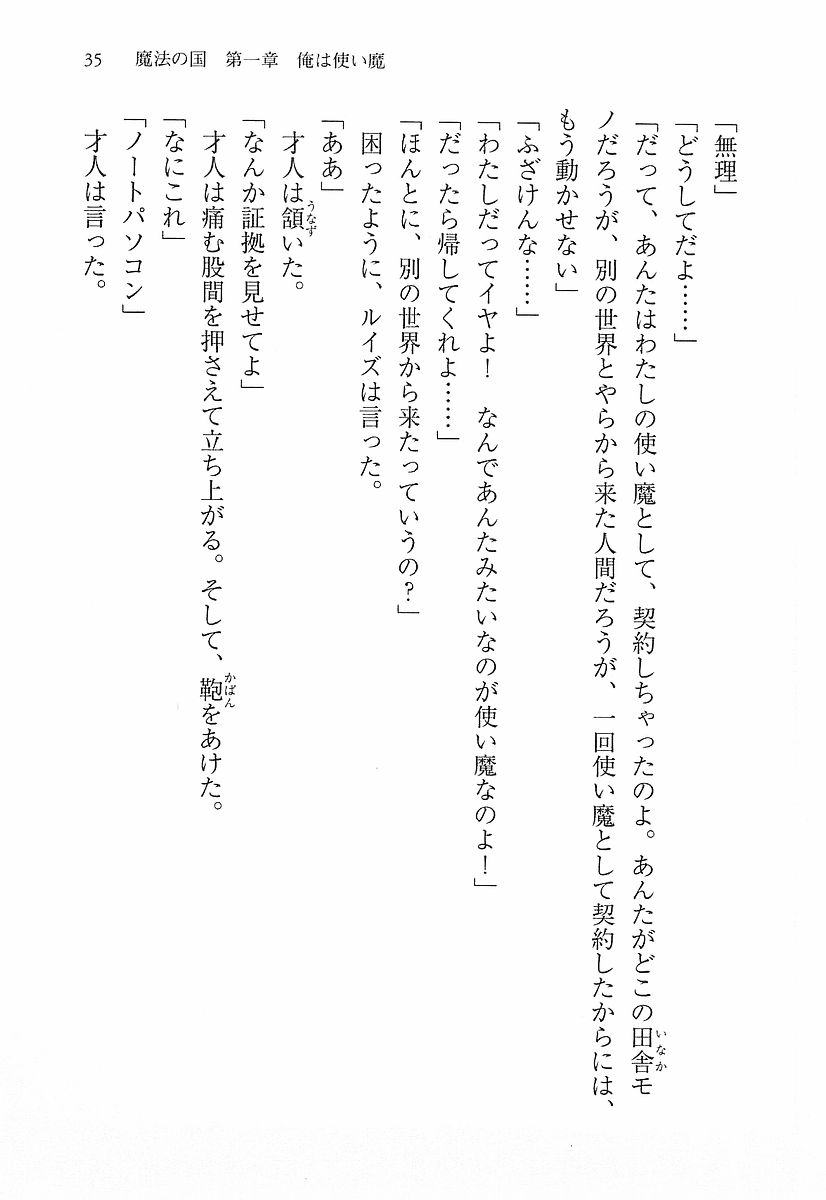 35　魔法の国　第一章　俺は使い魔
「無理」
「どうしてだよ……」
「だって、あんたはわたしの使い魔として、契約しちゃったのよ。あんたがどこの田舎モ
ノだろうが、別の世界とやらから来た人間だろうが、一回使い魔として契約したからには、
もう動かせない」
「ふざけんな……」
「わたしだってイヤよ！　なんであんたみたいなのが使い魔なのよ！」
「だったら帰してくれよ……」
「ほんとに、別の世界から来たっていうの？」
　困ったように、ルイズは言った。
「ああ」
　才人は頷いた。
「なんか証拠を見せてよ」
　才人は痛む股間を押さえて立ち上がる。そして、鞄をあけた。
「なにこれ」
「ノートパソコン」
　才人は言った。